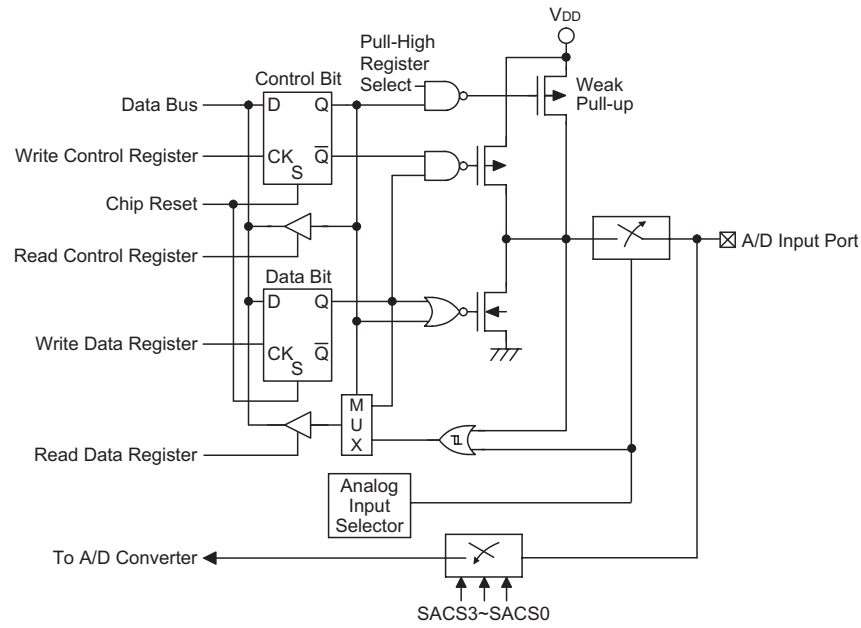 VDD
Pull-High
Register
Select
Control Bit
Weak
Pull-up
Data Bus
D
Q
Write Control Register
CK
Q
S
Chip Reset
Read Control Register
A/D Input Port
Data Bit
D
Q
Write Data Register
CK
Q
S
M
U
X
Read Data Register
Analog
Input
Selector
To A/D Converter
SACS3~SACS0